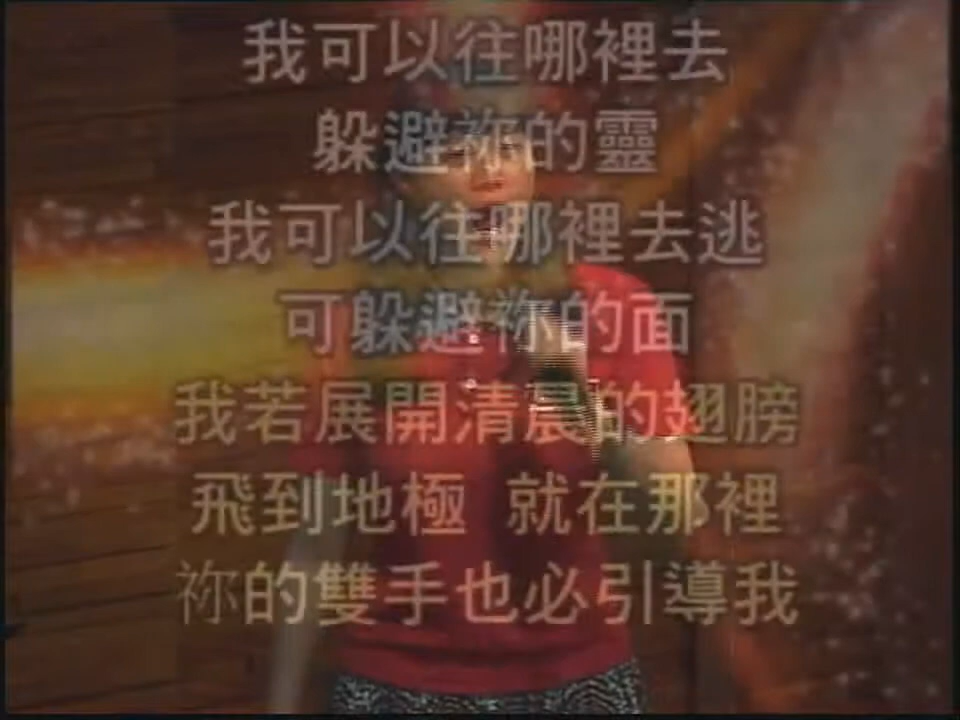 我可以往哪裡去
躲避祢的靈
我可以往哪裡去逃
可躲避祢的面
我若展開清晨的翅膀
飛到地極 就在那裡
祢的雙手也必引導我